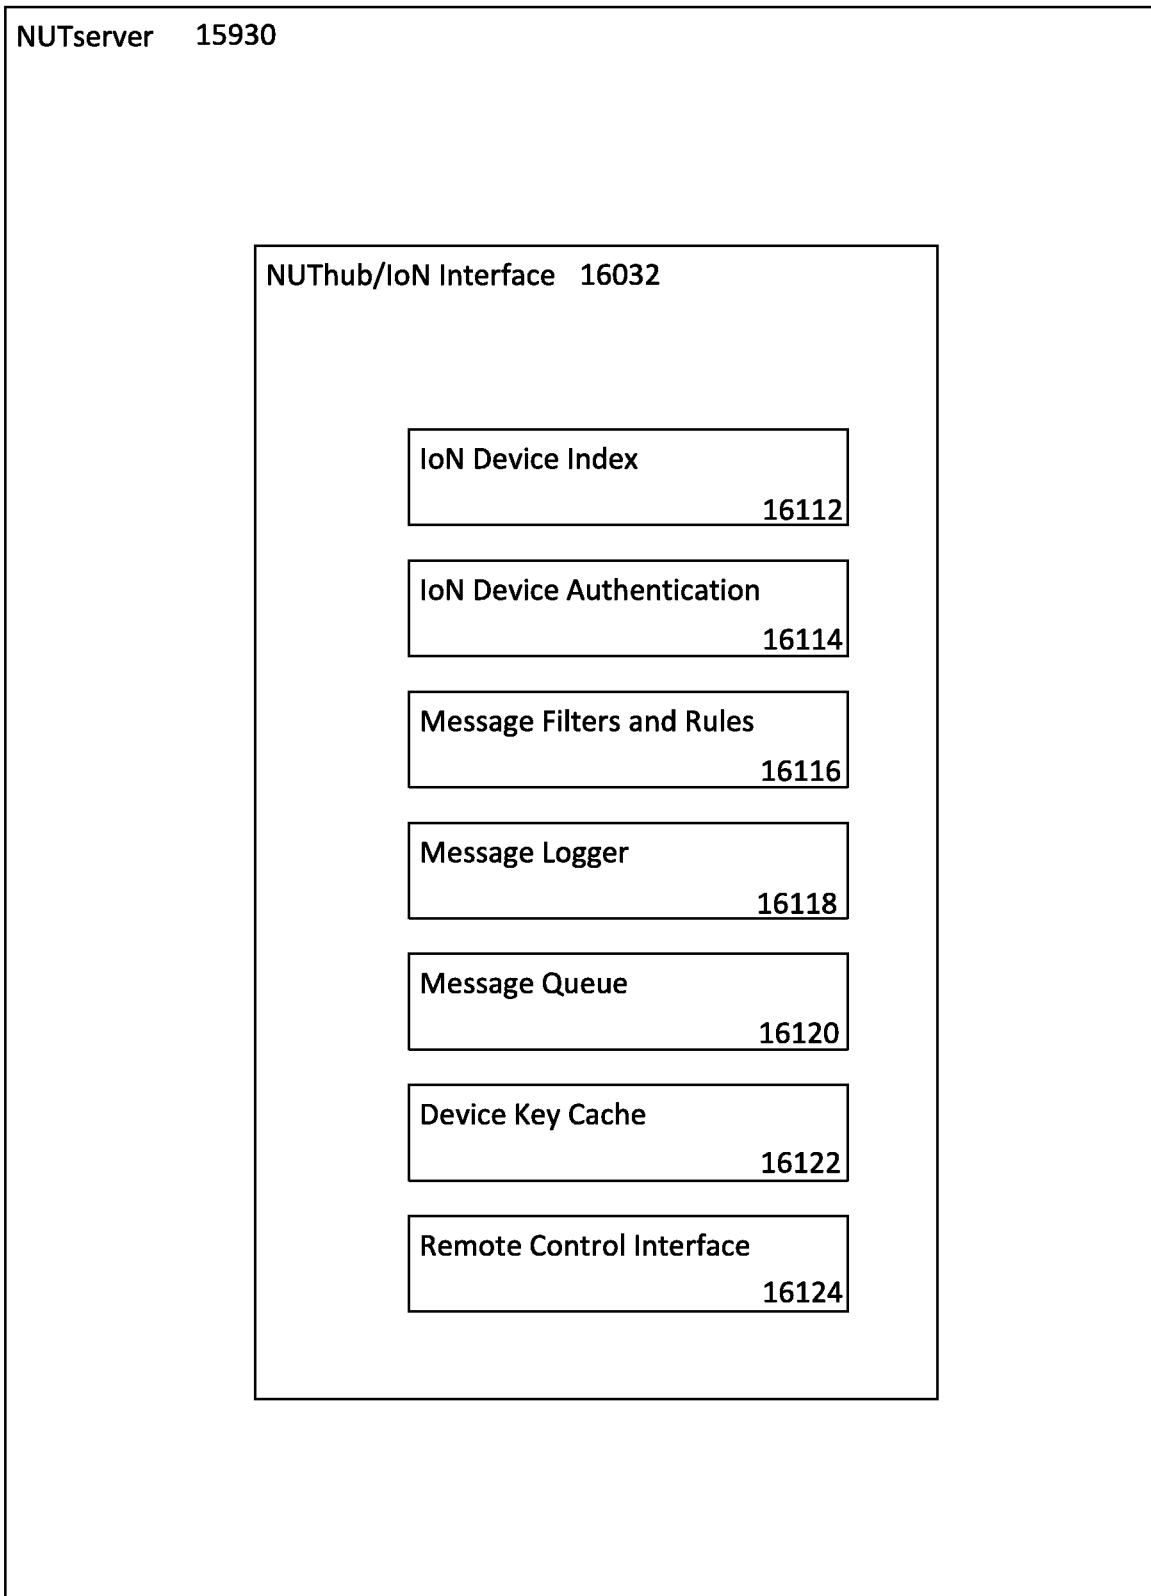 NUTserver 15930
NUThub/IoN Interface 16032
IoN Device Index
16112
IoN Device Authentication
16114
Message Filters and Rules
16116
Message Logger
16118
Message Queue
16120
Device Key Cache
16122
Remote Control Interface
16124